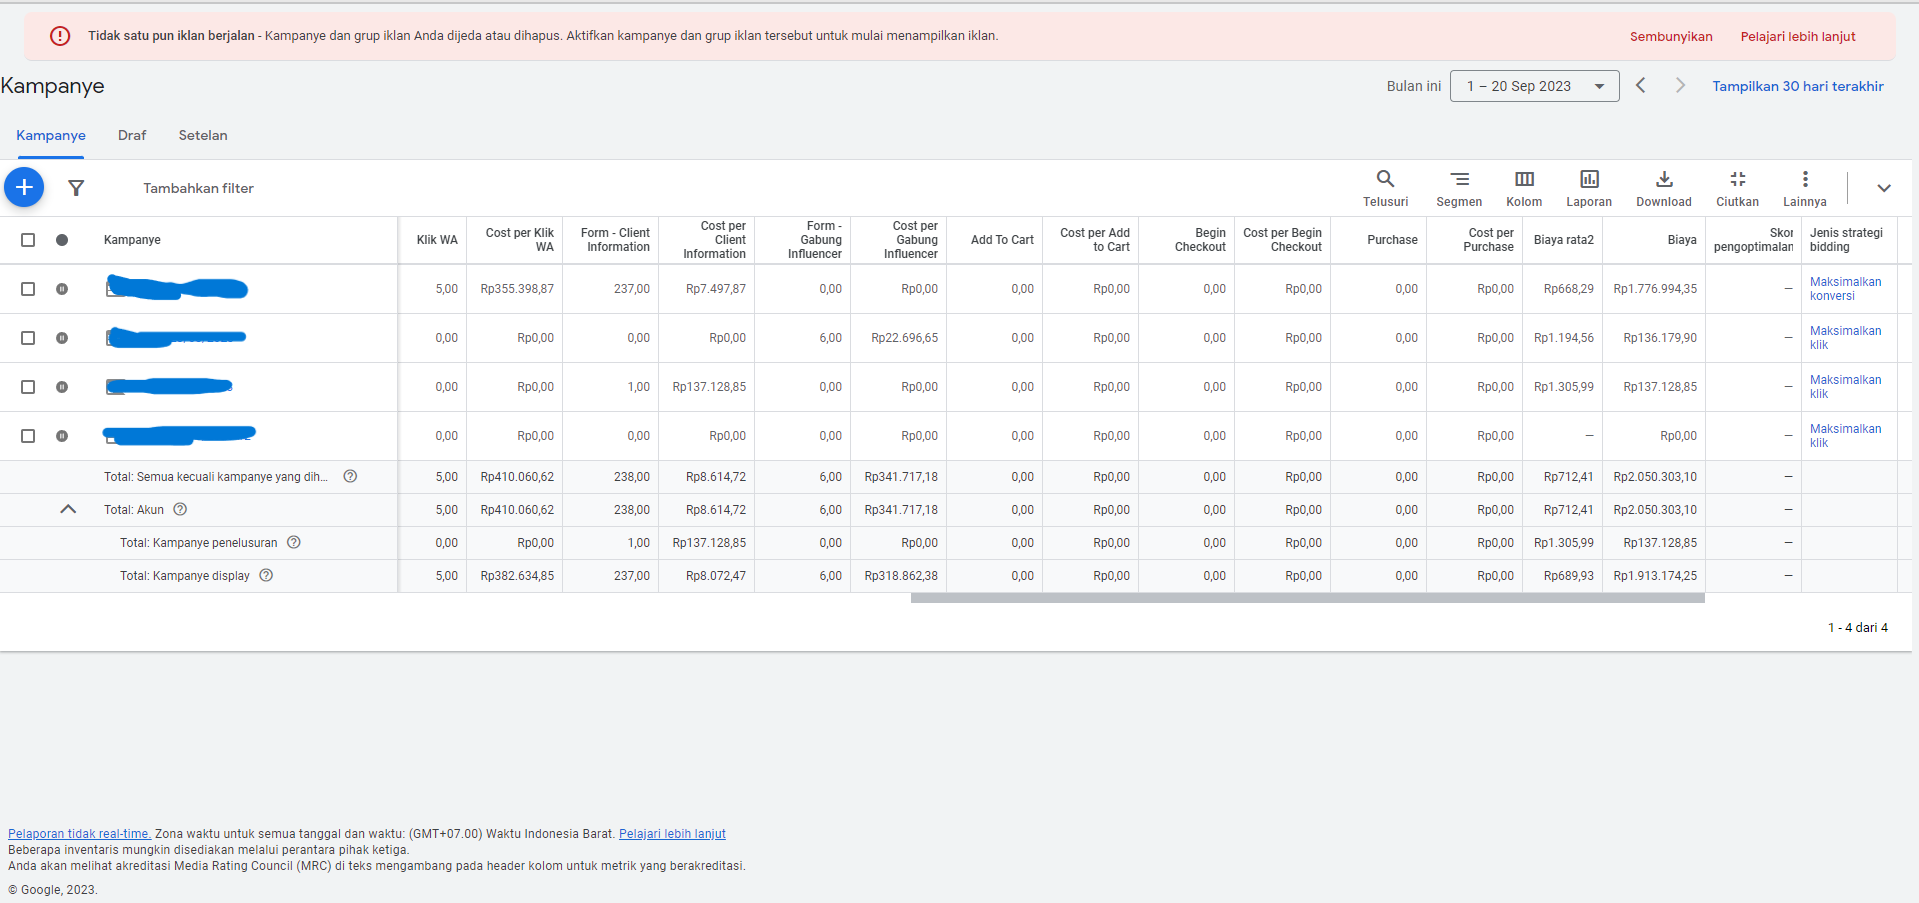 Tidak satu pun iklan berjalan - Kampanye dan grup iklan Anda dijeda atau dihapus. Aktifkan kampanye dan grup iklan tersebut untuk mulai menampilkan iklan. Sembunyikan Pelajari lebih lanjut
Kampanye Bulan ini 1 – 20 Sep 2023 Tampilkan 30 hari terakhir
Kampanye Draf Setelan
Tambahkan filter Telusuri Segmen Kolom Laporan Download Ciutkan Lainnya
Kampanye Klik WA Cost per Klik WA Form - Client Information Cost per Client Information Form - Gabung Influencer Cost per Gabung Influencer Add To Cart Cost per Add to Cart Begin Checkout Cost per Begin Checkout Purchase Cost per Purchase Biaya rata2 Biaya Skor pengoptimalan Jenis strategi bidding
5,00 Rp355.398,87 237,00 Rp7.497,87 0,00 Rp0,00 0,00 Rp0,00 0,00 Rp0,00 0,00 Rp0,00 Rp668,29 Rp1.776.994,35 — Maksimalkan konversi
0,00 Rp0,00 0,00 Rp0,00 6,00 Rp22.696,65 0,00 Rp0,00 0,00 Rp0,00 0,00 Rp0,00 Rp1.194,56 Rp136.179,90 — Maksimalkan klik
0,00 Rp0,00 1,00 Rp137.128,85 0,00 Rp0,00 0,00 Rp0,00 0,00 Rp0,00 0,00 Rp0,00 Rp1.305,99 Rp137.128,85 — Maksimalkan klik
0,00 Rp0,00 0,00 Rp0,00 0,00 Rp0,00 0,00 Rp0,00 0,00 Rp0,00 0,00 Rp0,00 — Rp0,00 — Maksimalkan klik
Total: Semua kecuali kampanye yang dih... 5,00 Rp410.060,62 238,00 Rp8.614,72 6,00 Rp341.717,18 0,00 Rp0,00 0,00 Rp0,00 0,00 Rp0,00 Rp712,41 Rp2.050.303,10 —
Total: Akun 5,00 Rp410.060,62 238,00 Rp8.614,72 6,00 Rp341.717,18 0,00 Rp0,00 0,00 Rp0,00 0,00 Rp0,00 Rp712,41 Rp2.050.303,10 —
Total: Kampanye penelusuran 0,00 Rp0,00 1,00 Rp137.128,85 0,00 Rp0,00 0,00 Rp0,00 0,00 Rp0,00 0,00 Rp0,00 Rp1.305,99 Rp137.128,85 —
Total: Kampanye display 5,00 Rp382.634,85 237,00 Rp8.072,47 6,00 Rp318.862,38 0,00 Rp0,00 0,00 Rp0,00 0,00 Rp0,00 Rp689,93 Rp1.913.174,25 —
1 - 4 dari 4
Pelaporan tidak real-time. Zona waktu untuk semua tanggal dan waktu: (GMT+07.00) Waktu Indonesia Barat. Pelajari lebih lanjut
Beberapa inventaris mungkin disediakan melalui perantara pihak ketiga.
Anda akan melihat akreditasi Media Rating Council (MRC) di teks mengambang pada header kolom untuk metrik yang berakreditasi.
© Google, 2023.